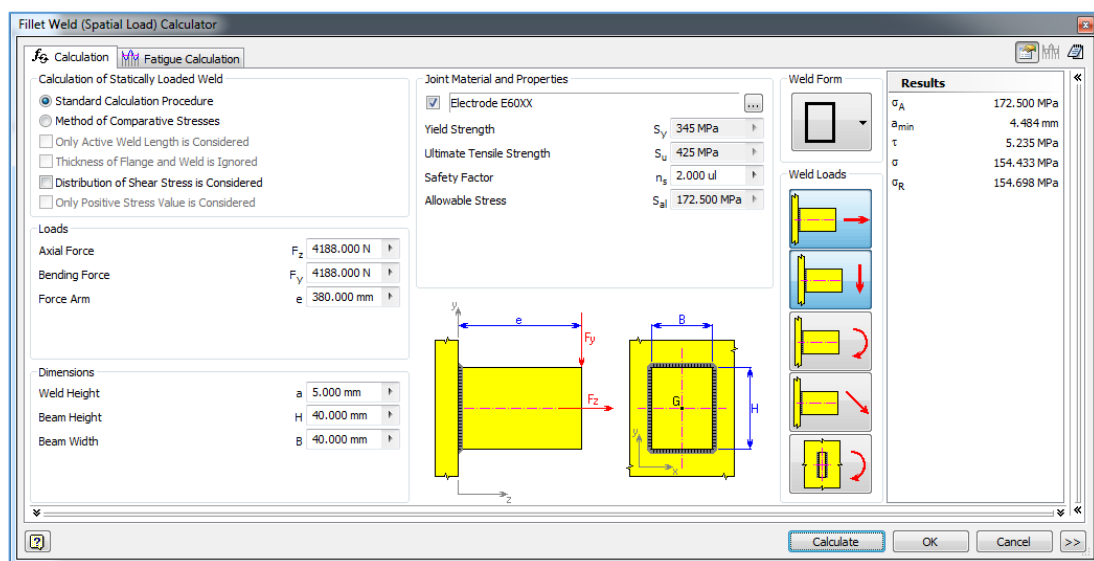 Fillet Weld (Spatial Load) Calculator
fG Calculation Fatigue Calculation
Calculation of Statically Loaded Weld
Standard Calculation Procedure
Method of Comparative Stresses
Only Active Weld Length is Considered
Thickness of Flange and Weld is Ignored
Distribution of Shear Stress is Considered
Only Positive Stress Value is Considered
Loads
Axial Force Fz 4188.000 N
Bending Force Fy 4188.000 N
Force Arm e 380.000 mm
Dimensions
Weld Height a 5.000 mm
Beam Height H 40.000 mm
Beam Width B 40.000 mm
Joint Material and Properties
Electrode E60XX ...
Yield Strength Sy 345 MPa
Ultimate Tensile Strength Su 425 MPa
Safety Factor ns 2.000 ul
Allowable Stress Sal 172.500 MPa
y e Fy Fz z
B G H y x
Weld Form
Weld Loads
Results
σA 172.500 MPa
amin 4.484 mm
τ 5.235 MPa
σ 154.433 MPa
σR 154.698 MPa
? Calculate OK Cancel >>